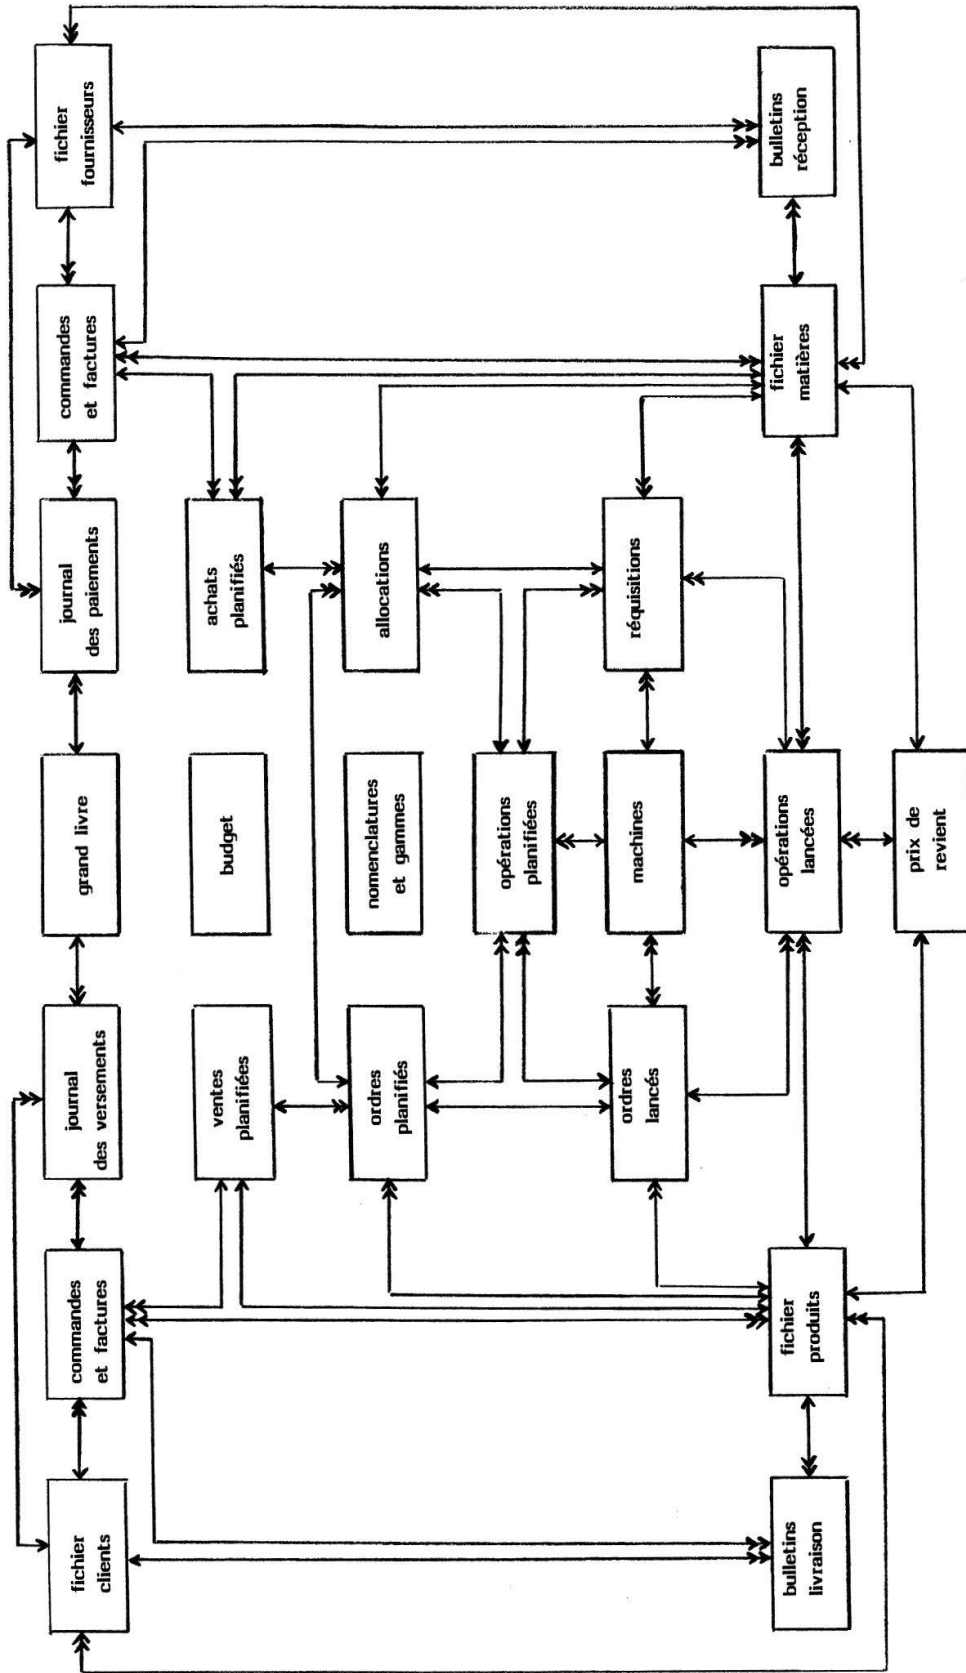 fichier
clients
commandes
et factures
journal
des versements
grand livre
journal
des paiements
commandes
et factures
fichier
fournisseurs
ventes
planifiées
budget
achats
planifiés
ordres
planifiés
nomenclatures
et gammes
allocations
opérations
planifiées
ordres
lancés
machines
réquisitions
bulletins
livraison
fichier
produits
opérations
lancées
fichier
matières
bulletins
réception
prix de
revient